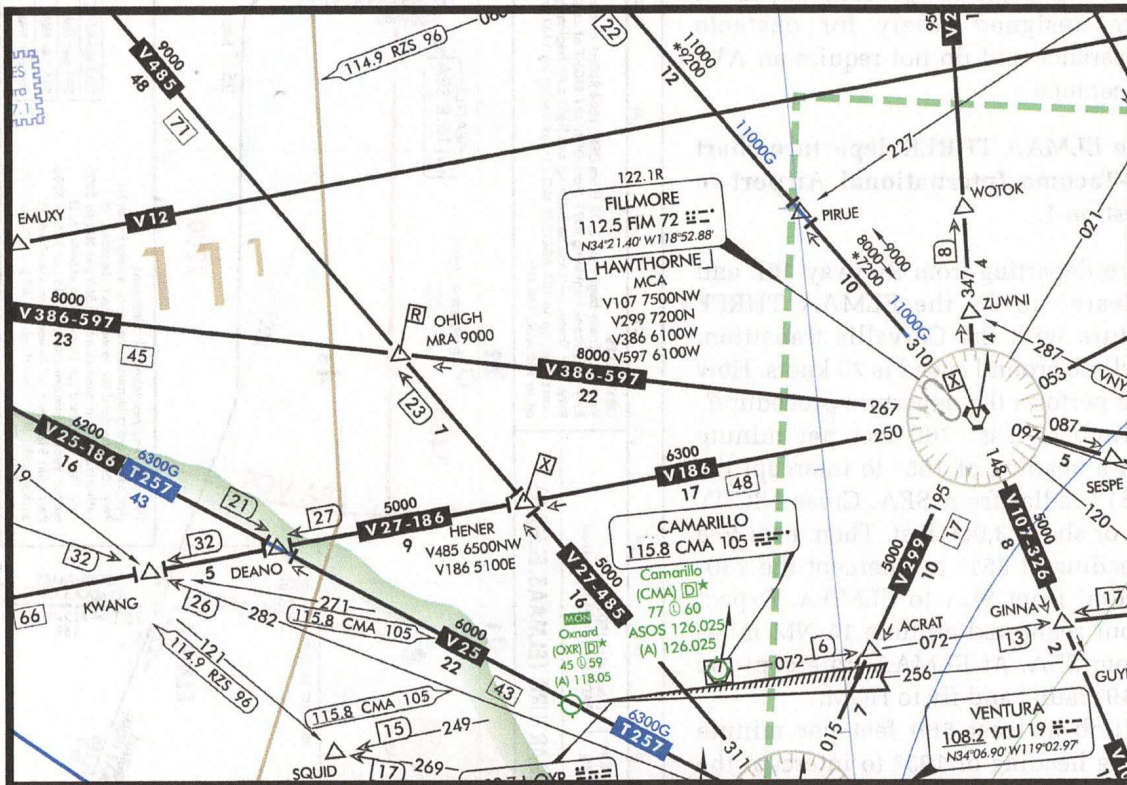 9000
V485
48
71
114.9 RZS 96
22
11000
*9200
12
11000G
227
WOTOK
8
4
342
ZUWNI
4
EMUXY
V12
122.1R
FILLMORE
112.5 FIM 72
N34°21.40' W118°52.88'
HAWTHORNE
MCA
V107 7500NW
V299 7200N
V386 6100W
V597 6100W
PIRUE
9000
8000
*7000
10
11000G
310
111
8000
V386-597
23
45
R
OHIGH
MRA 9000
8000
V386-597
22
267
250
X
287
053
VNY
087
097
5
SESPE
120
6200
V25-186
16
6300G
T257
43
23
7
X
6300
V186
17
48
195
149
21
27
5000
V27-186
9
HENER
V485 6500NW
V186 5100E
CAMARILLO
115.8 CMA 105
5000
V27-485
16
5000
V299
10
17
5000
V107-326
32
32
5
DEANO
KWANG
66
26
282
271
115.8 CMA 105
6000
V25
22
Camarillo
(CMA) D★
77 L 60
ASOS 126.025
(A) 126.025
MON
Oxnard
(OXR) D*
45 L 59
(A) 118.05
GINNA
17
ACRAT
6
072
072
256
13
2
121
114.9 RZS 96
115.8 CMA 105
43
15
249
6300G
T257
SQUID
17
269
015
VENTURA
108.2 VTU 19
N34°06.90' W119°02.97'